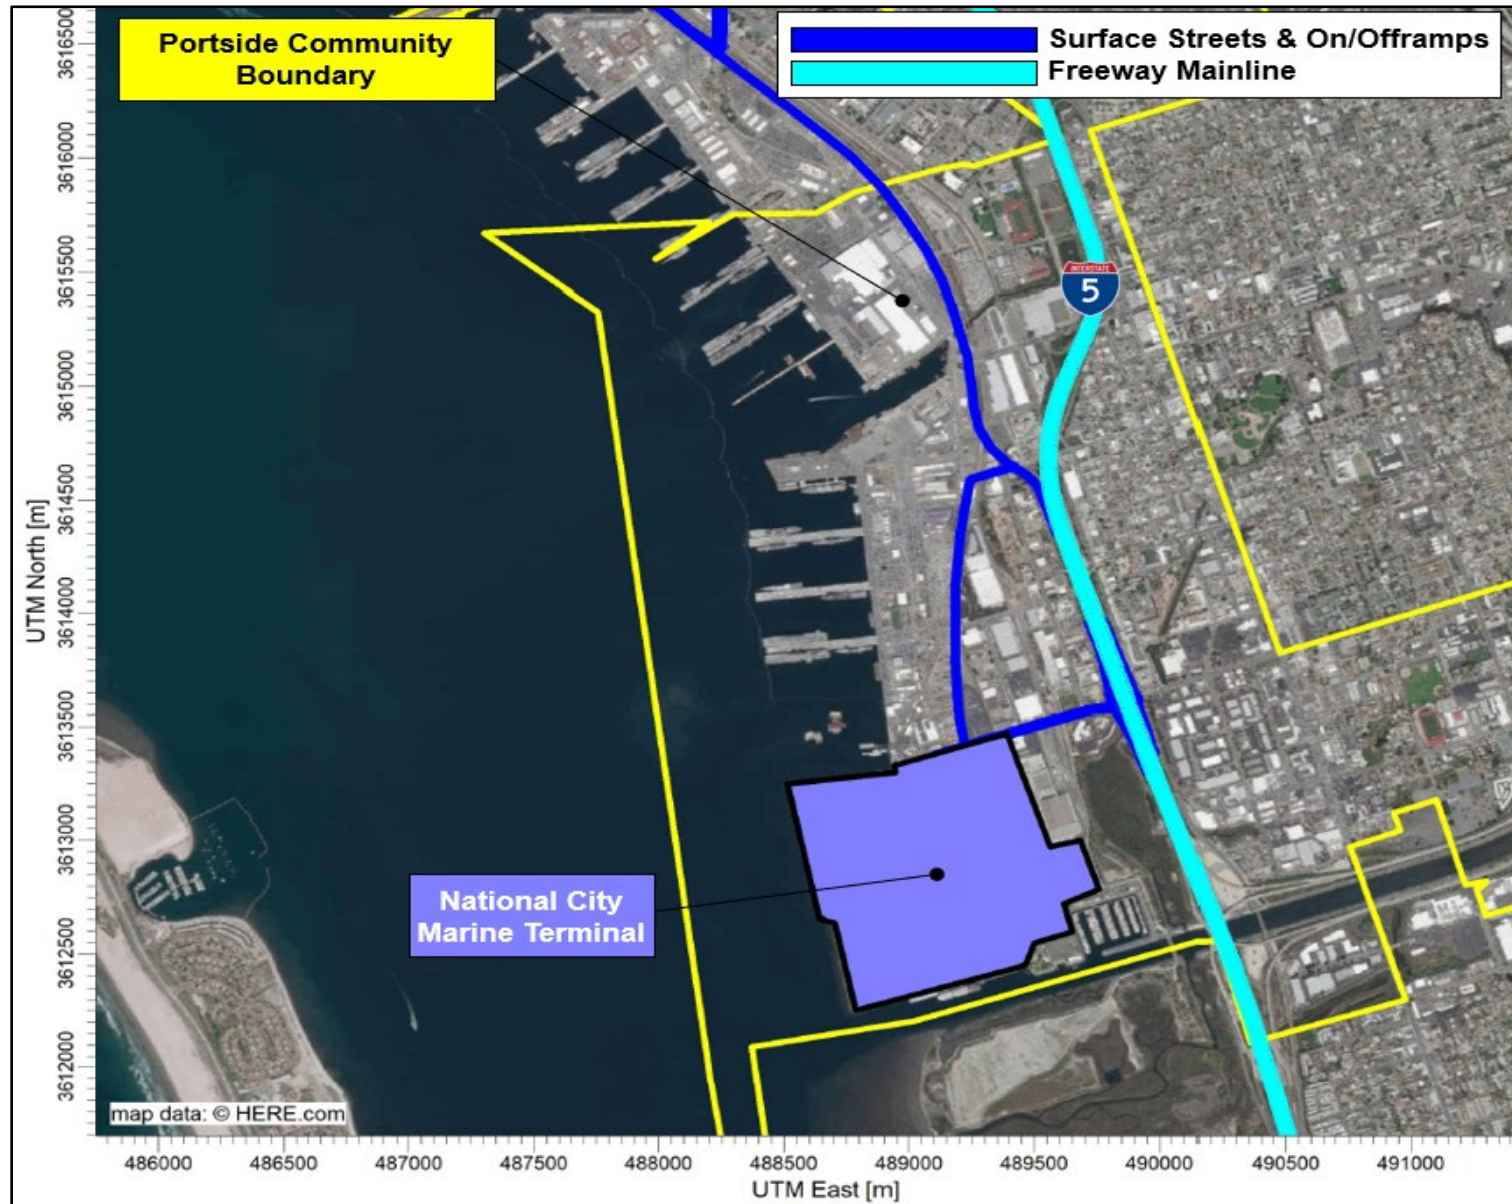 Portside Community
Boundary
Surface Streets & On/Offramps
Freeway Mainline
INTERSTATE
5
National City
Marine Terminal
map data: © HERE.com
UTM North [m]
3616500
3616000
3615500
3615000
3614500
3614000
3613500
3613000
3612500
3612000
486000 486500 487000 487500 488000 488500 489000 489500 490000 490500 491000
UTM East [m]